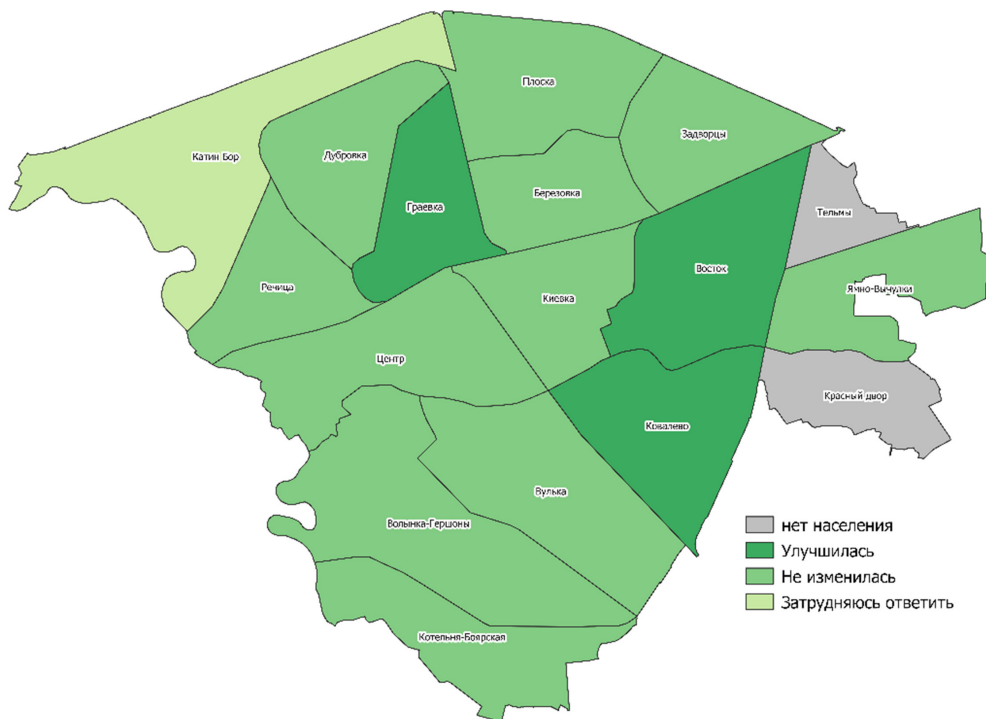 Плоска
Задворцы
Катин Бор
Дубровка
Березовка
Граевка
Тельмы
Восток
Речица
Киевка
Ямно-Вычулки
Центр
Красный двор
Ковалево
Вулька
Волынка-Гершоны
Котельня-Боярская
нет населения
Улучшилась
Не изменилась
Затрудняюсь ответить